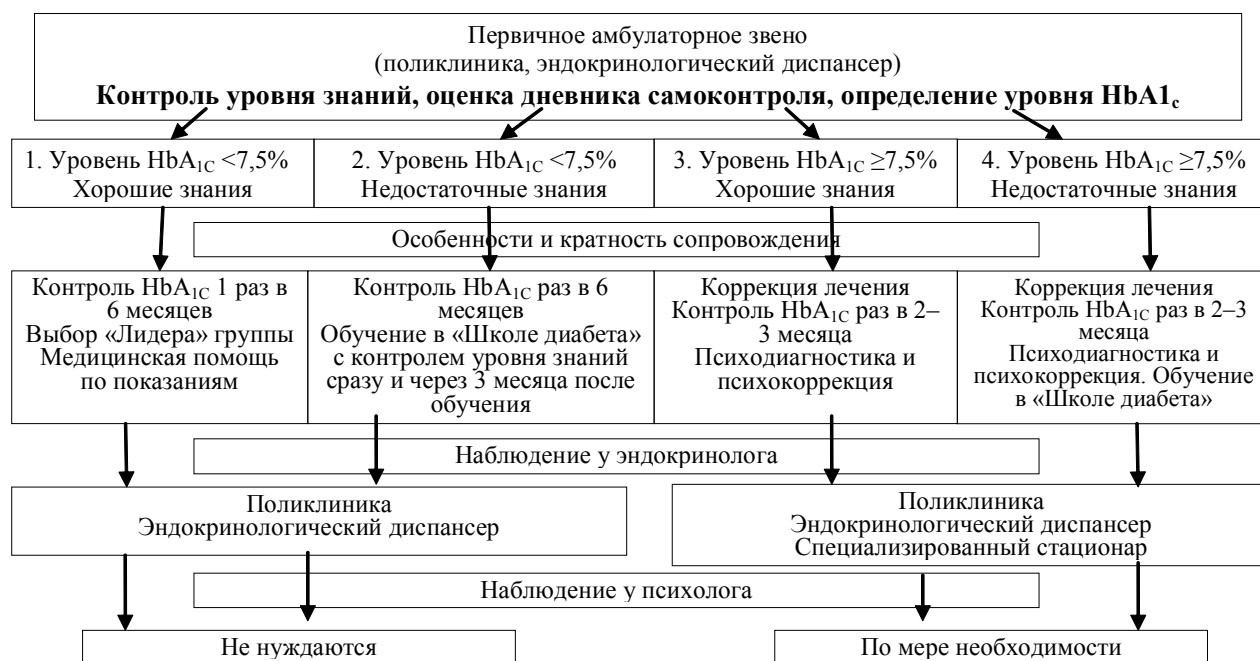 Первичное амбулаторное звено
(поликлиника, эндокринологический диспансер)
Контроль уровня знаний, оценка дневника самоконтроля, определение уровня HbA1c
1. Уровень HbA1C <7,5%
Хорошие знания
2. Уровень HbA1C <7,5%
Недостаточные знания
3. Уровень HbA1C ≥7,5%
Хорошие знания
4. Уровень HbA1C ≥7,5%
Недостаточные знания
Особенности и кратность сопровождения
Контроль HbA1C 1 раз в
6 месяцев
Выбор «Лидера» группы
Медицинская помощь
по показаниям
Контроль HbA1C раз в 6
месяцев
Обучение в «Школе диабета»
с контролем уровня знаний
сразу и через 3 месяца после
обучения
Коррекция лечения
Контроль HbA1C раз в 2–
3 месяца
Психодиагностика и
психокоррекция
Коррекция лечения
Контроль HbA1C раз в 2–3
месяца
Психодиагностика и
психокоррекция. Обучение
в «Школе диабета»
Наблюдение у эндокринолога
Поликлиника
Эндокринологический диспансер
Поликлиника
Эндокринологический диспансер
Специализированный стационар
Наблюдение у психолога
Не нуждаются
По мере необходимости